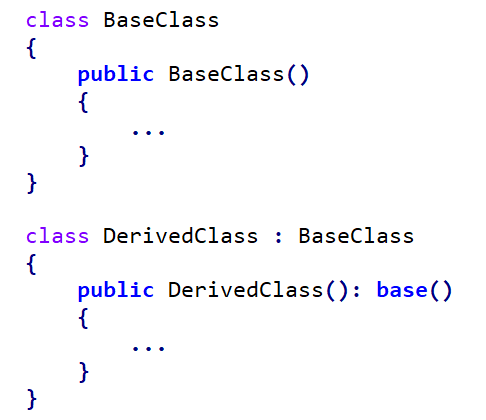 class BaseClass
{
    public BaseClass()
    {
        ...
    }
}

class DerivedClass : BaseClass
{
    public DerivedClass(): base()
    {
        ...
    }
}